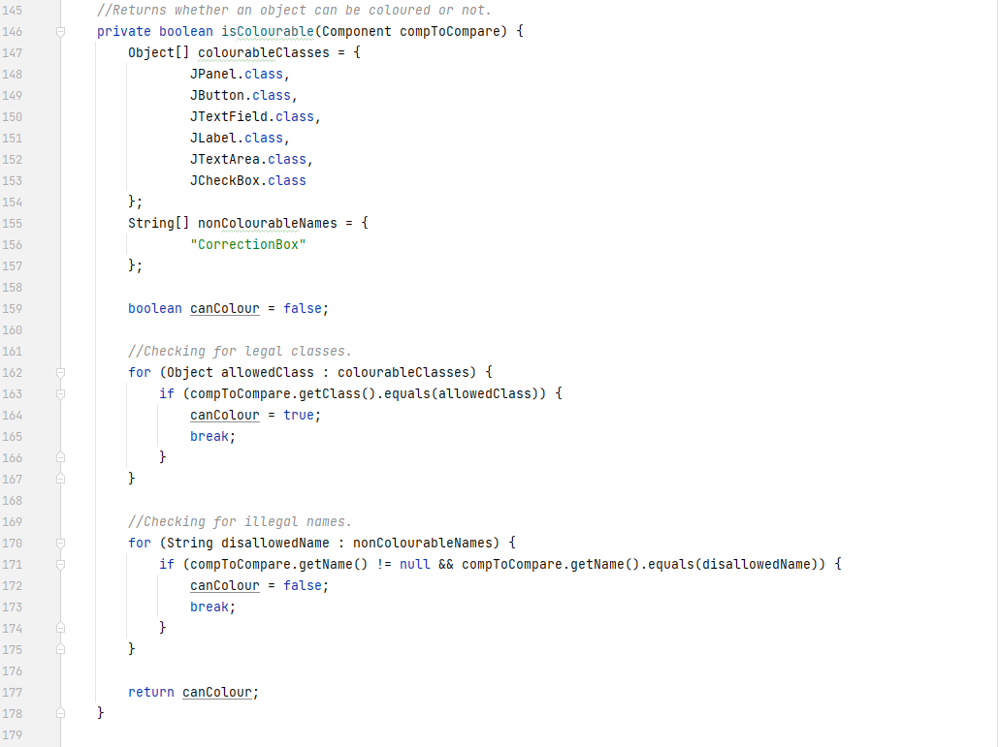 145 //Returns whether an object can be coloured or not.
146 private boolean isColourable(Component compToCompare) {
147 Object[] colourableClasses = {
148 JPanel.class,
149 JButton.class,
150 JTextField.class,
151 JLabel.class,
152 JTextArea.class,
153 JCheckBox.class
154 };
155 String[] nonColourableNames = {
156 "CorrectionBox"
157 };
158
159 boolean canColour = false;
160
161 //Checking for legal classes.
162 for (Object allowedClass : colourableClasses) {
163 if (compToCompare.getClass().equals(allowedClass)) {
164 canColour = true;
165 break;
166 }
167 }
168
169 //Checking for illegal names.
170 for (String disallowedName : nonColourableNames) {
171 if (compToCompare.getName() != null && compToCompare.getName().equals(disallowedName)) {
172 canColour = false;
173 break;
174 }
175 }
176
177 return canColour;
178 }
179